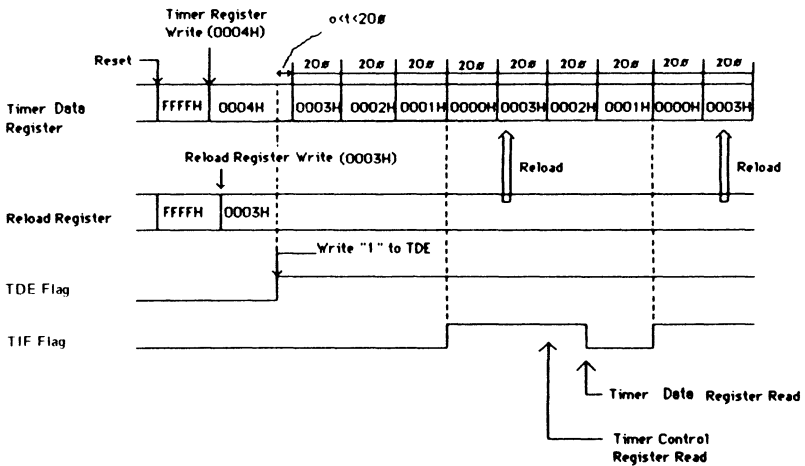 Timer Register
Write (0004H)
o<t<20ø
Reset
20ø 20ø 20ø 20ø 20ø 20ø 20ø 20ø 20ø
Timer Data
Register
FFFFH 0004H 0003H 0002H 0001H 0000H 0003H 0002H 0001H 0000H 0003H
Reload Register Write (0003H)
Reload
Reload
Reload Register
FFFFH 0003H
Write "1" to TDE
TDE Flag
TIF Flag
Timer Data Register Read
Timer Control
Register Read